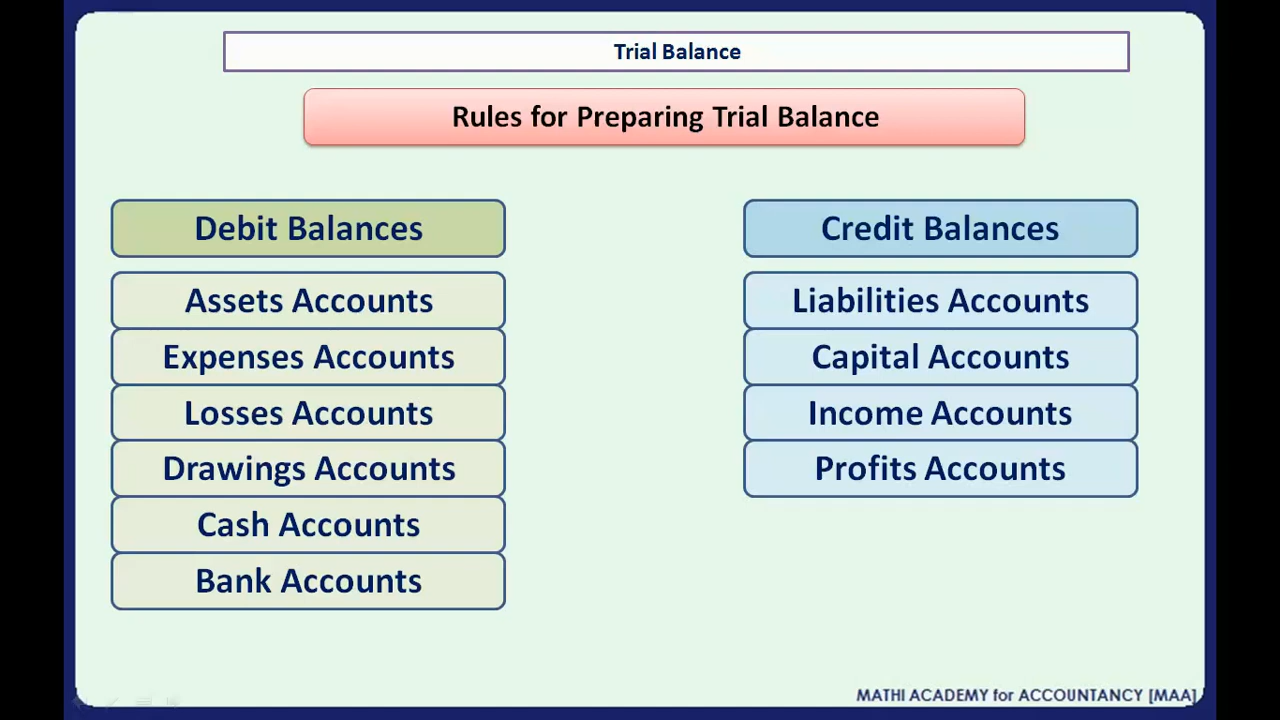 Trial Balance
Rules for Preparing Trial Balance
Debit Balances
Assets Accounts
Expenses Accounts
Losses Accounts
Drawings Accounts
Cash Accounts
Bank Accounts
Credit Balances
Liabilities Accounts
Capital Accounts
Income Accounts
Profits Accounts
MATHI ACADEMY for ACCOUNTANCY [MAA]